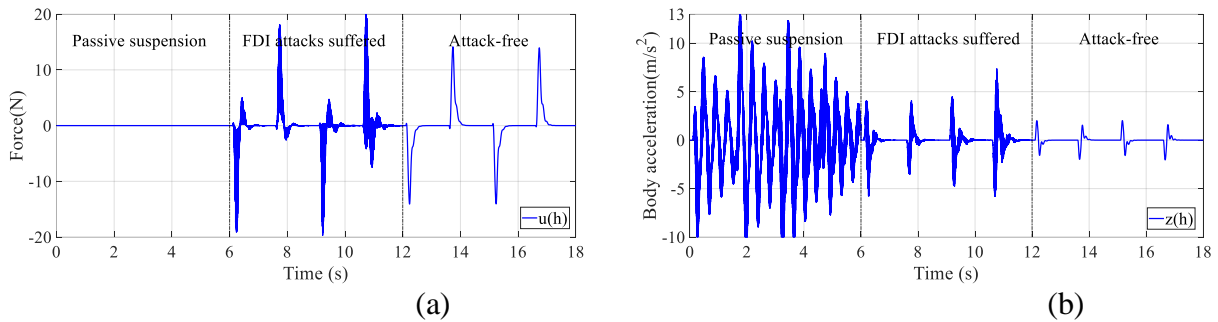 20
10
0
-10
-20
Force(N)
Passive suspension
FDI attacks suffered
Attack-free
u(h)
0 2 4 6 8 10 12 14 16 18
Time (s)
(a)
13
10
5
0
-5
-10
Body acceleration(m/s²)
Passive suspension
FDI attacks suffered
Attack-free
z(h)
0 2 4 6 8 10 12 14 16 18
Time (s)
(b)